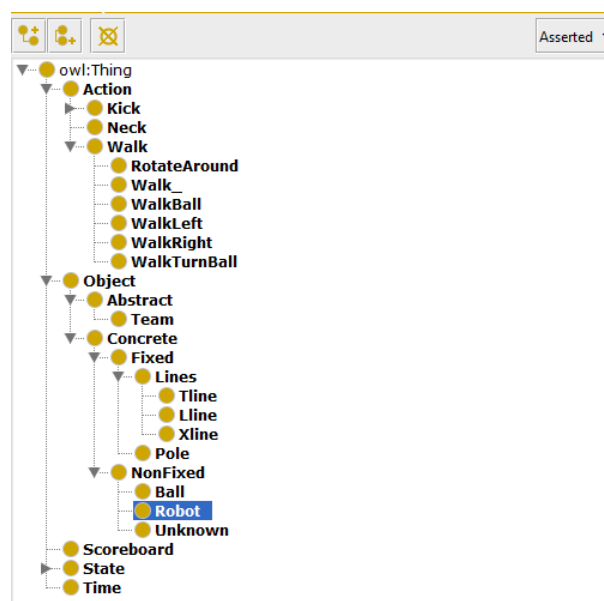 Asserted
owl:Thing
Action
Kick
Neck
Walk
RotateAround
Walk_
WalkBall
WalkLeft
WalkRight
WalkTurnBall
Object
Abstract
Team
Concrete
Fixed
Lines
Tline
Lline
Xline
Pole
NonFixed
Ball
Robot
Unknown
Scoreboard
State
Time